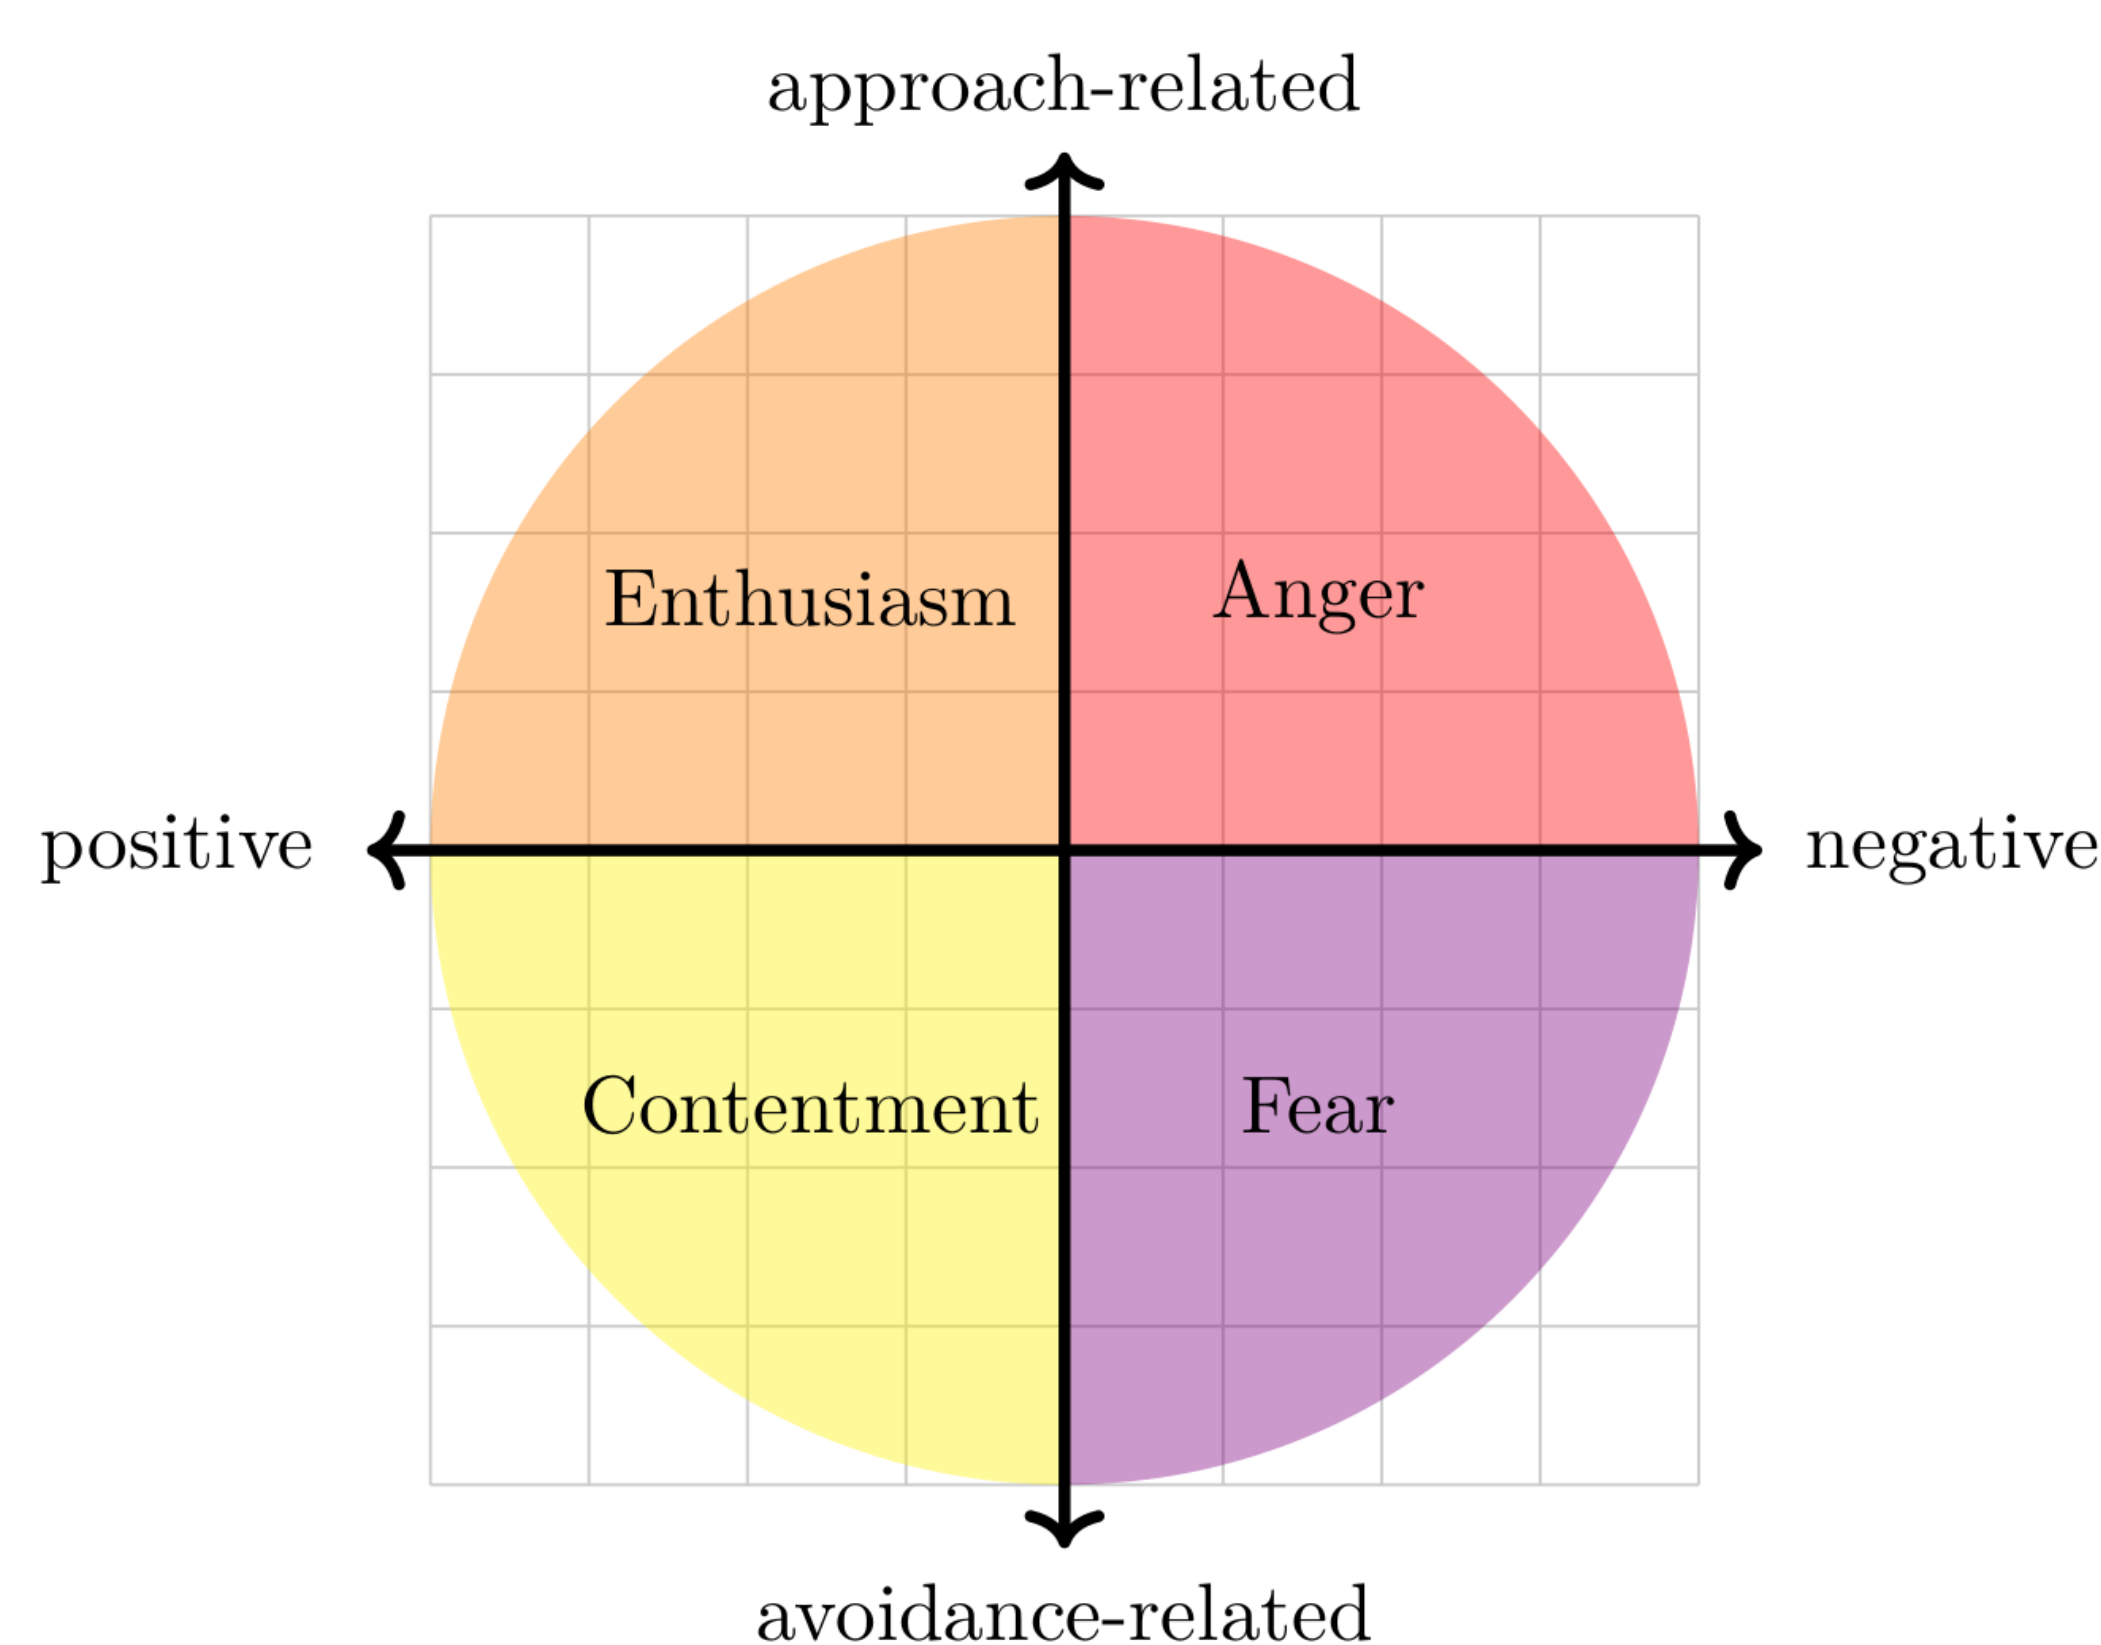 approach-related
Enthusiasm
Anger
positive
negative
Contentment
Fear
avoidance-related